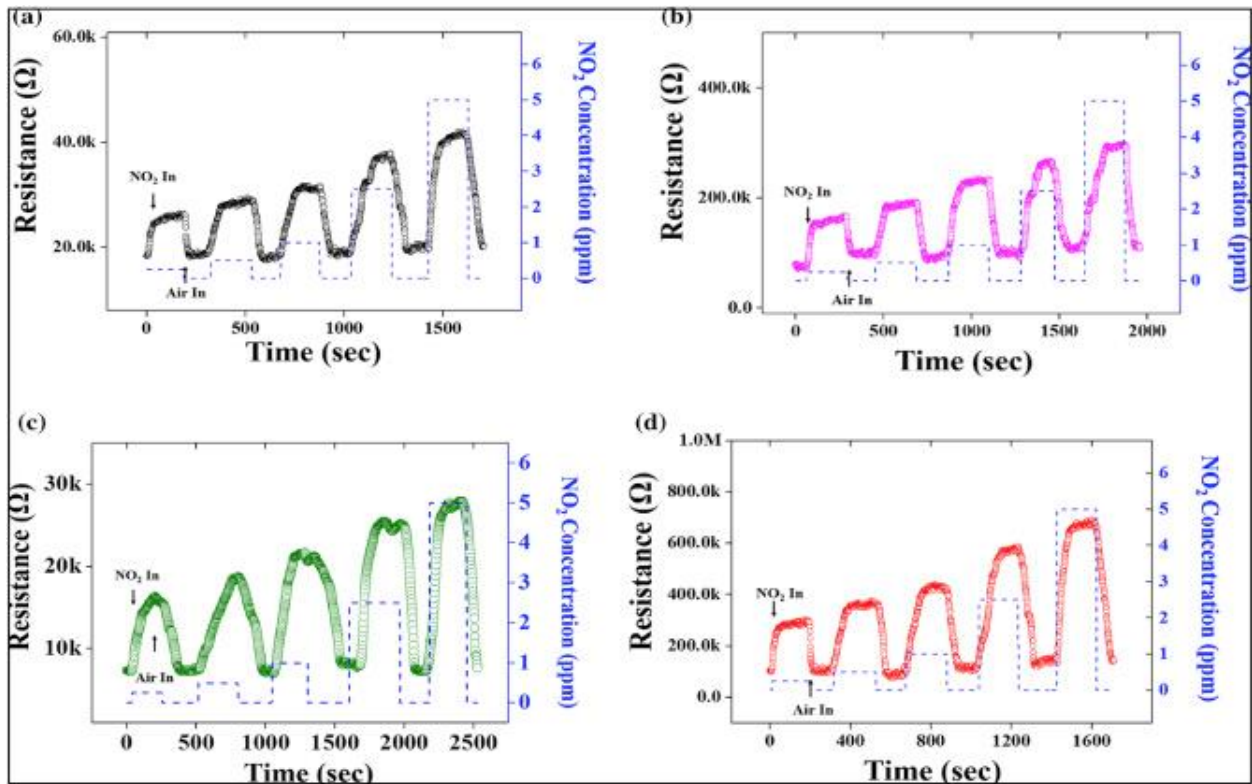 (a)
60.0k
40.0k
20.0k
Resistance (Ω)
NO₂ In
Air In
0 500 1000 1500
Time (sec)
6
5
4
3
2
1
0
NO₂ Concentration (ppm)
(b)
400.0k
200.0k
0.0
Resistance (Ω)
NO₂ In
Air In
0 500 1000 1500 2000
Time (sec)
6
5
4
3
2
1
0
NO₂ Concentration (ppm)
(c)
30k
20k
10k
Resistance (Ω)
NO₂ In
Air In
0 500 1000 1500 2000 2500
Time (sec)
6
5
4
3
2
1
0
NO₂ Concentration (ppm)
(d)
1.0M
800.0k
600.0k
400.0k
200.0k
0.0
Resistance (Ω)
NO₂ In
Air In
0 400 800 1200 1600
Time (sec)
6
5
4
3
2
1
0
NO₂ Concentration (ppm)